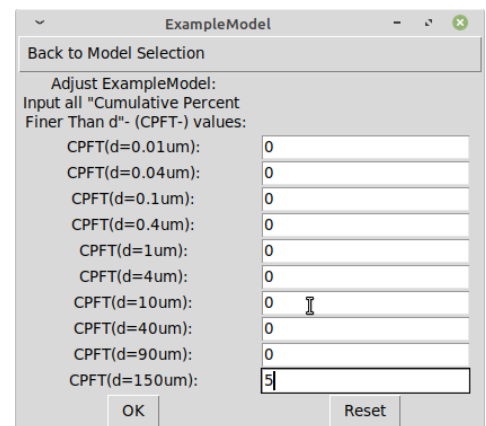 ExampleModel
Back to Model Selection
Adjust ExampleModel:
Input all "Cumulative Percent
Finer Than d"- (CPFT-) values:
CPFT(d=0.01um): 0
CPFT(d=0.04um): 0
CPFT(d=0.1um): 0
CPFT(d=0.4um): 0
CPFT(d=1um): 0
CPFT(d=4um): 0
CPFT(d=10um): 0
CPFT(d=40um): 0
CPFT(d=90um): 0
CPFT(d=150um): 5
OK Reset